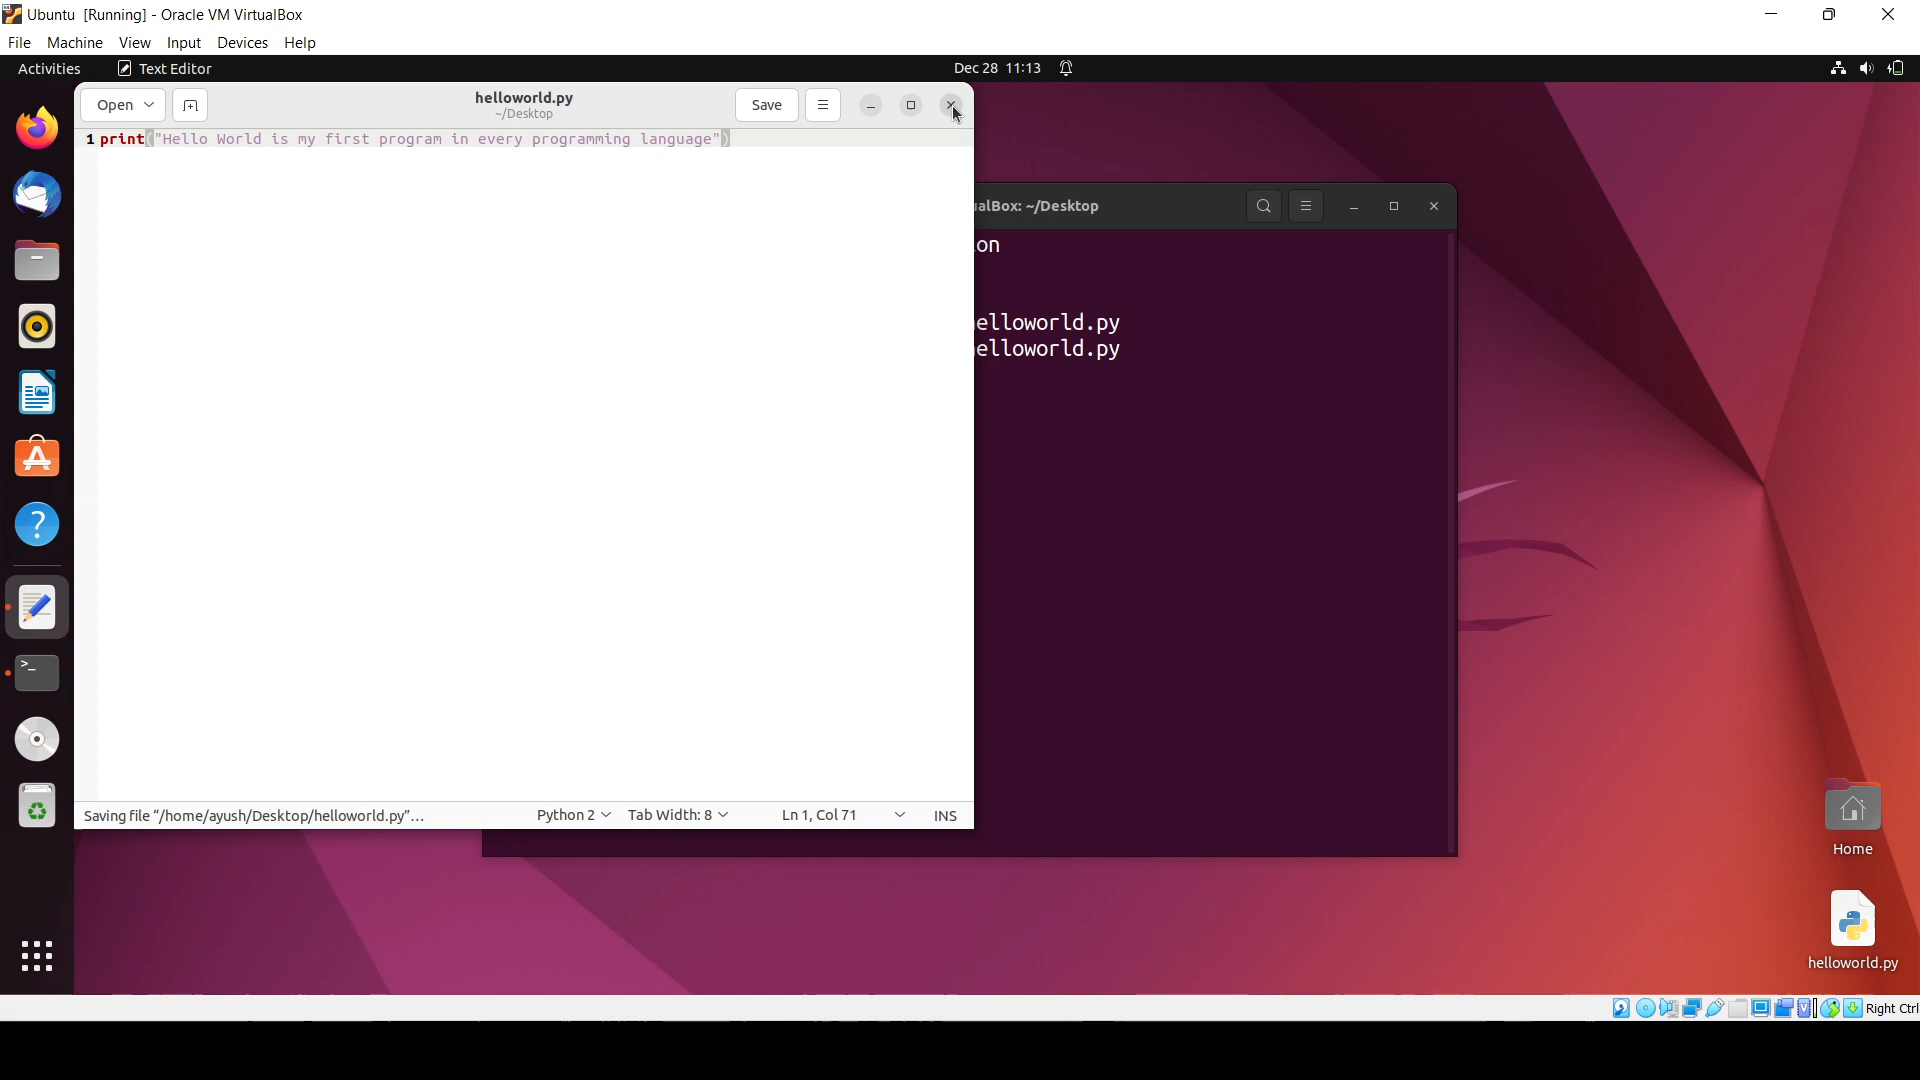 Ubuntu [Running] - Oracle VM VirtualBox
File Machine View Input Devices Help
Activities Text Editor Dec 28 11:13
Open helloworld.py Save
~/Desktop
1 print("Hello World is my first program in every programming language")
~/Desktop
on
elloworld.py
elloworld.py
Saving file “/home/ayush/Desktop/helloworld.py”... Python 2 Tab Width: 8 Ln 1, Col 71 INS
Home
helloworld.py
Right Ctrl